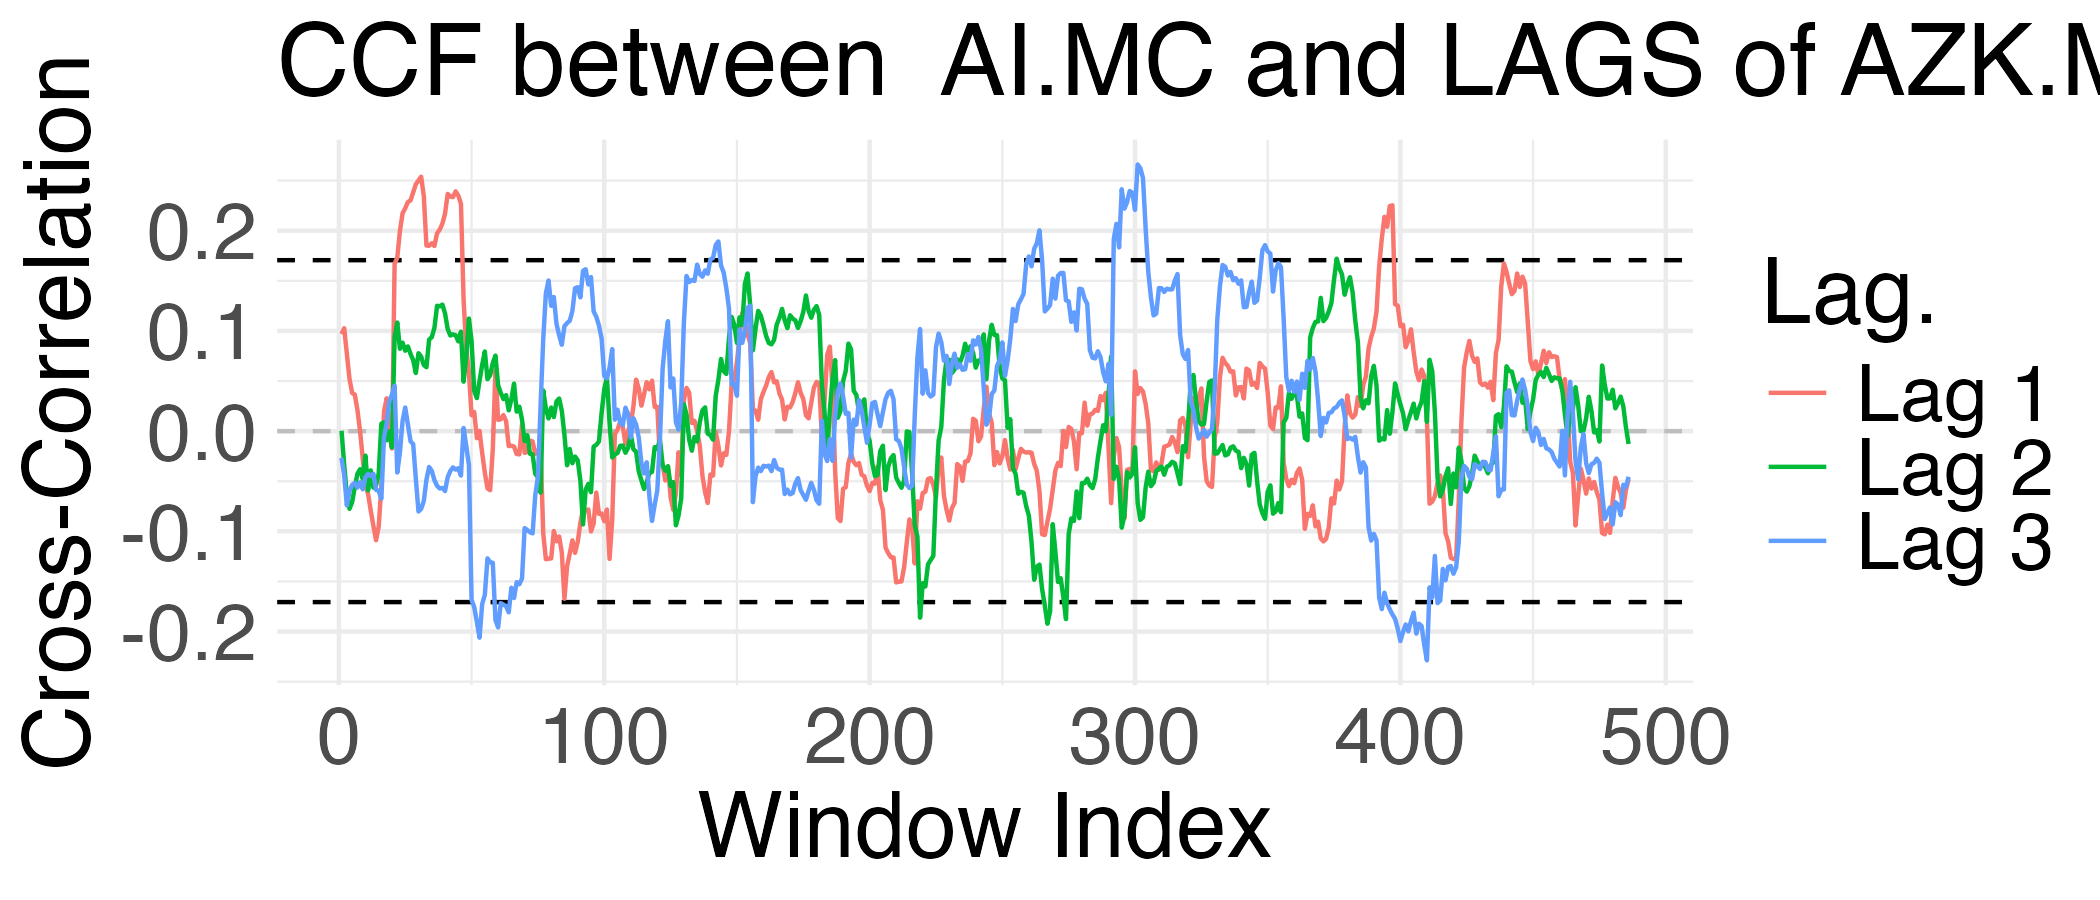 CCF between  AI.MC and LAGS of AZK.M
Cross-Correlation
0.2
0.1
0.0
-0.1
-0.2
0 100 200 300 400 500
Window Index
Lag.
Lag 1
Lag 2
Lag 3